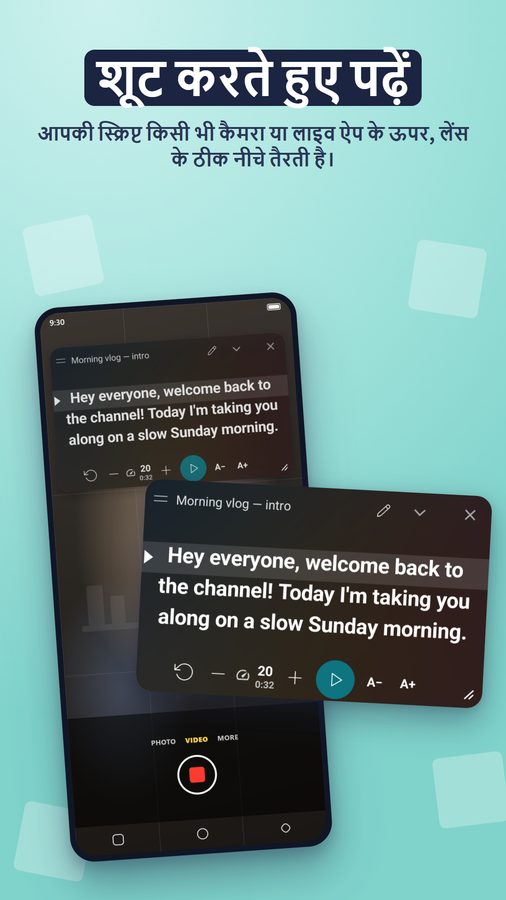 शूट करते हुए पढ़ें
आपकी स्क्रिप्ट किसी भी कैमरा या लाइव ऐप के ऊपर, लेंस
के ठीक नीचे तैरती है।
9:30
Morning vlog — intro
Hey everyone, welcome back to
the channel! Today I'm taking you
along on a slow Sunday morning.
20
0:32
A- A+
Morning vlog — intro
Hey everyone, welcome back to
the channel! Today I'm taking you
along on a slow Sunday morning.
20
0:32
A- A+
PHOTO VIDEO MORE